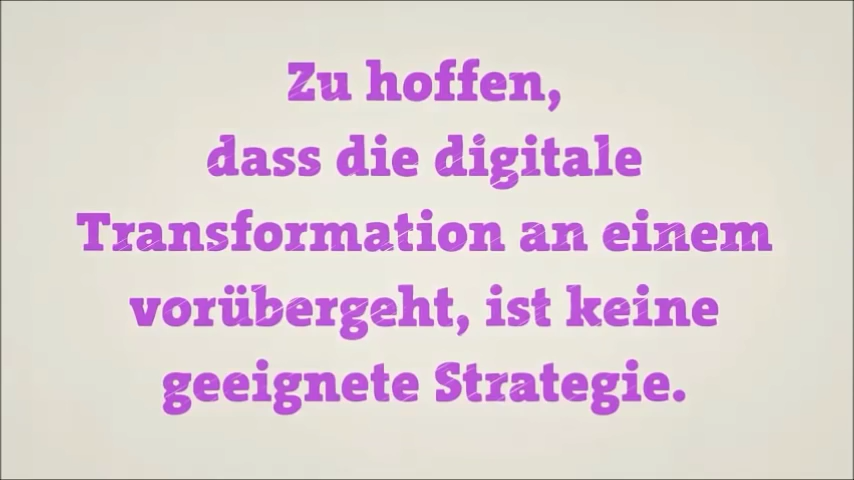 Zu hoffen,
dass die digitale
Transformation an einem
vorübergeht, ist keine
geeignete Strategie.